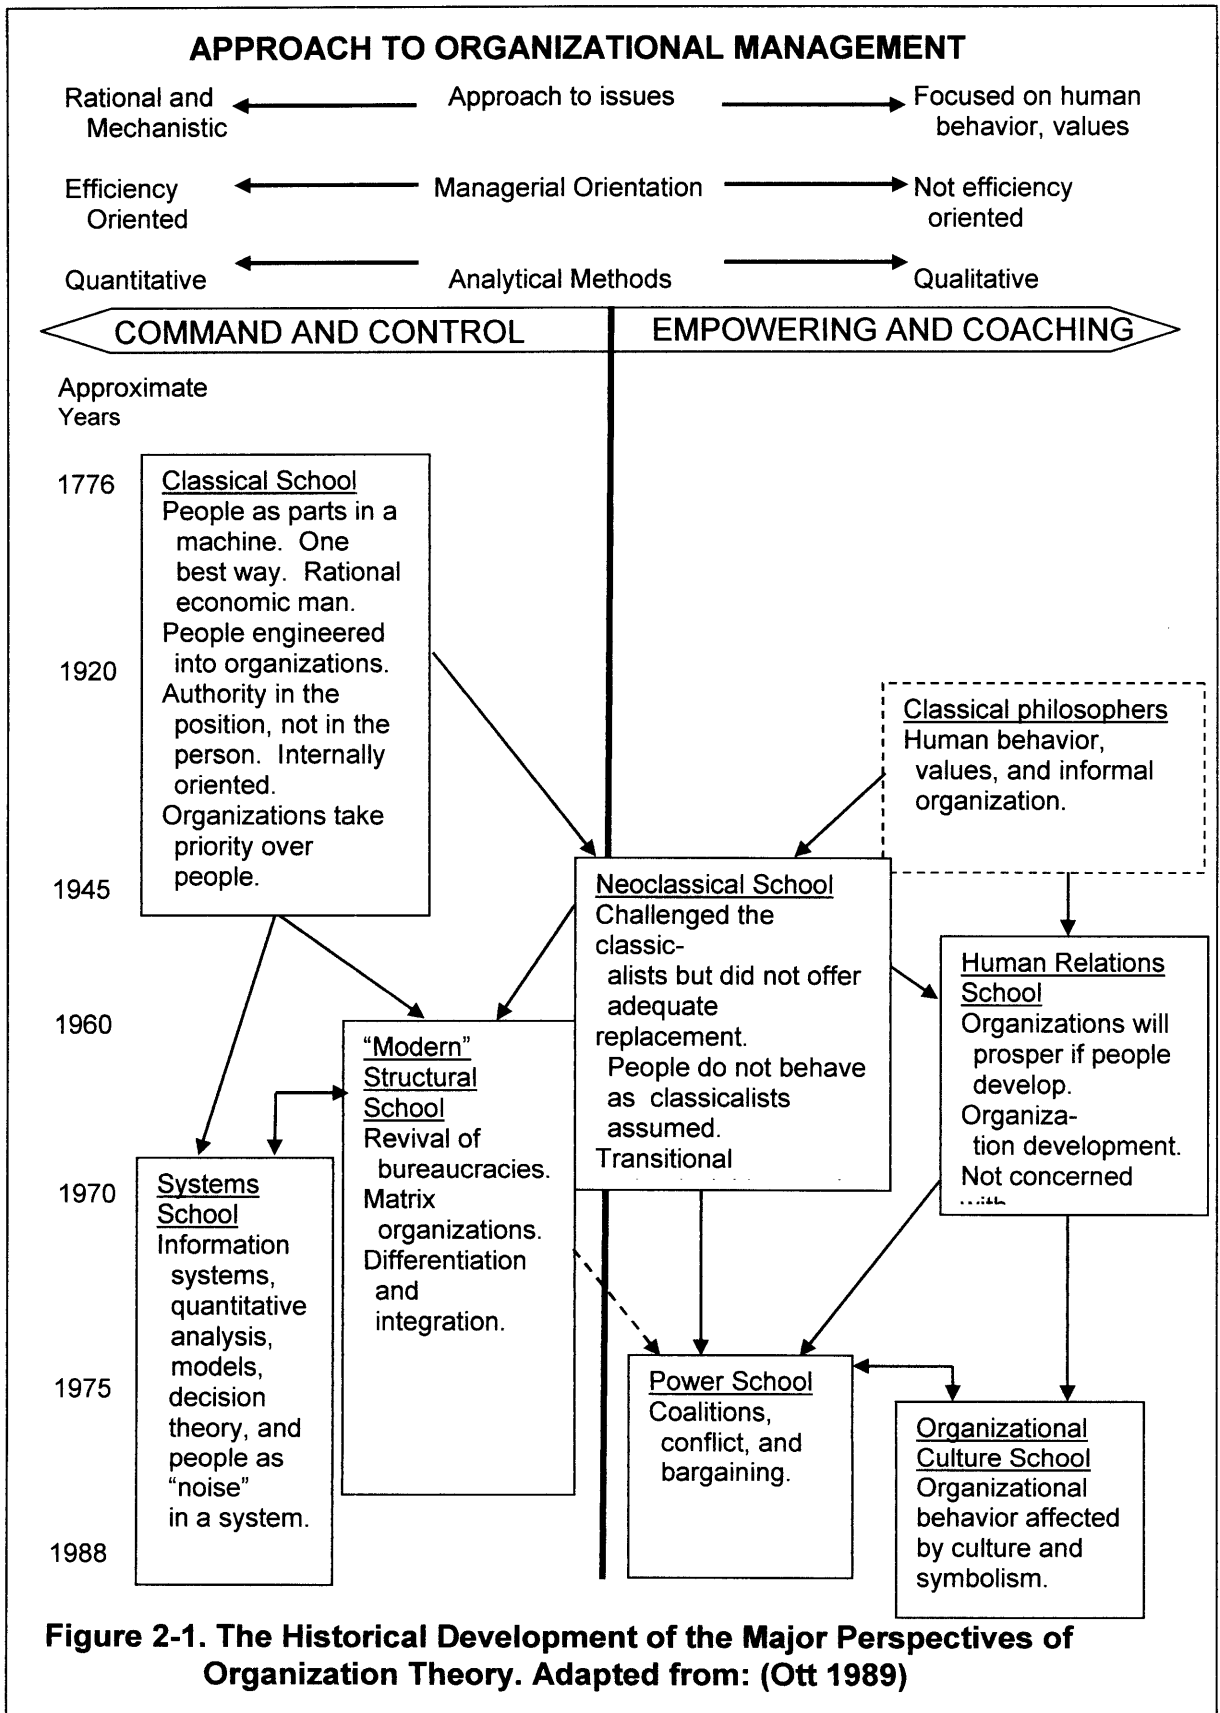 APPROACH TO ORGANIZATIONAL MANAGEMENT
Rational and
Mechanistic
Approach to issues
Focused on human
behavior, values
Efficiency
Oriented
Managerial Orientation
Not efficiency
oriented
Quantitative
Analytical Methods
Qualitative
COMMAND AND CONTROL
EMPOWERING AND COACHING
Approximate
Years
1776
1920
1945
1960
1970
1975
1988
Classical School
People as parts in a
machine. One
best way. Rational
economic man.
People engineered
into organizations.
Authority in the
position, not in the
person. Internally
oriented.
Organizations take
priority over
people.
Classical philosophers
Human behavior,
values, and informal
organization.
Neoclassical School
Challenged the
classic-
alists but did not offer
adequate
replacement.
People do not behave
as classicalists
assumed.
Transitional
Human Relations
School
Organizations will
prosper if people
develop.
Organiza-
tion development.
Not concerned
"Modern"
Structural
School
Revival of
bureaucracies.
Matrix
organizations.
Differentiation
and
integration.
Systems
School
Information
systems,
quantitative
analysis,
models,
decision
theory, and
people as
"noise"
in a system.
Power School
Coalitions,
conflict, and
bargaining.
Organizational
Culture School
Organizational
behavior affected
by culture and
symbolism.
Figure 2-1. The Historical Development of the Major Perspectives of
Organization Theory. Adapted from: (Ott 1989)